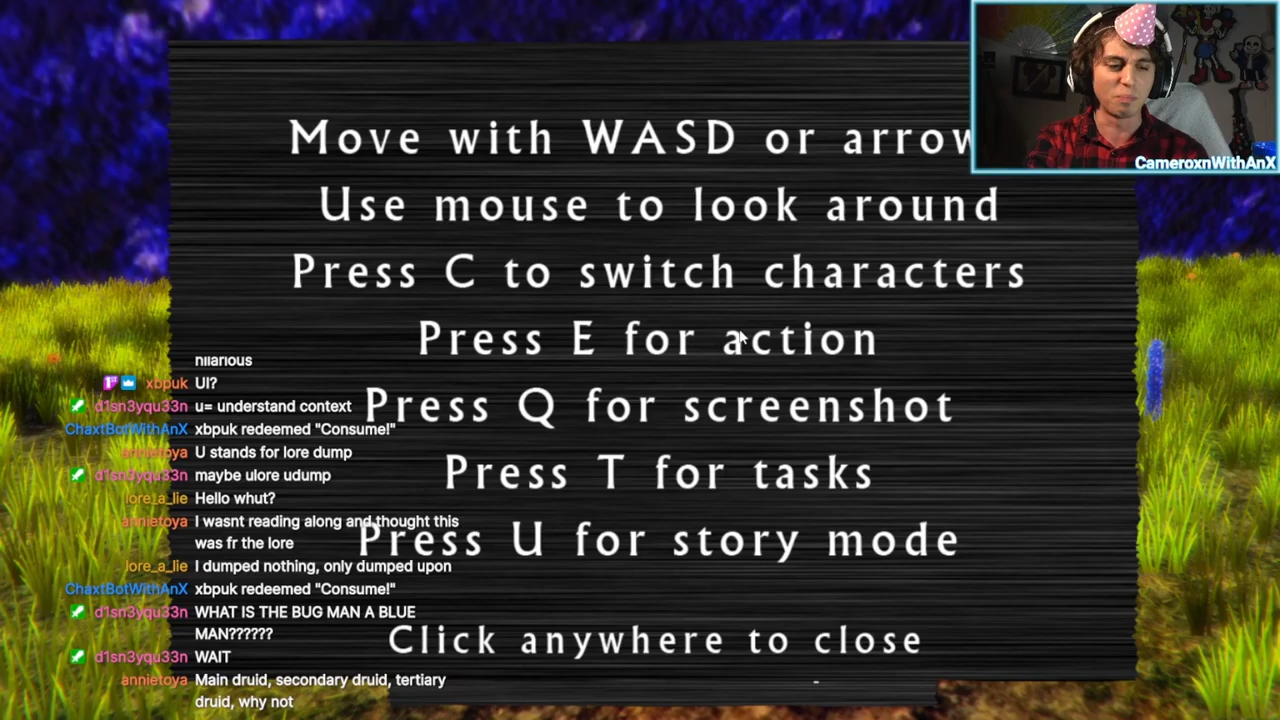 Move with WASD or arrow
Use mouse to look around
Press C to switch characters
Press E for action
Press Q for screenshot
Press T for tasks
Press U for story mode
Click anywhere to close
CameroxnWithAnX
hilarious
xbpuk UI?
d1sn3yqu33n u= understand context
ChaxtBotWithAnX xbpuk redeemed "Consume!"
annietoya U stands for lore dump
d1sn3yqu33n maybe ulore udump
lore_a_lie Hello whut?
annietoya I wasnt reading along and thought this
was fr the lore
lore_a_lie I dumped nothing, only dumped upon
ChaxtBotWithAnX xbpuk redeemed "Consume!"
d1sn3yqu33n WHAT IS THE BUG MAN A BLUE
MAN??????
d1sn3yqu33n WAIT
annietoya Main druid, secondary druid, tertiary
druid, why not